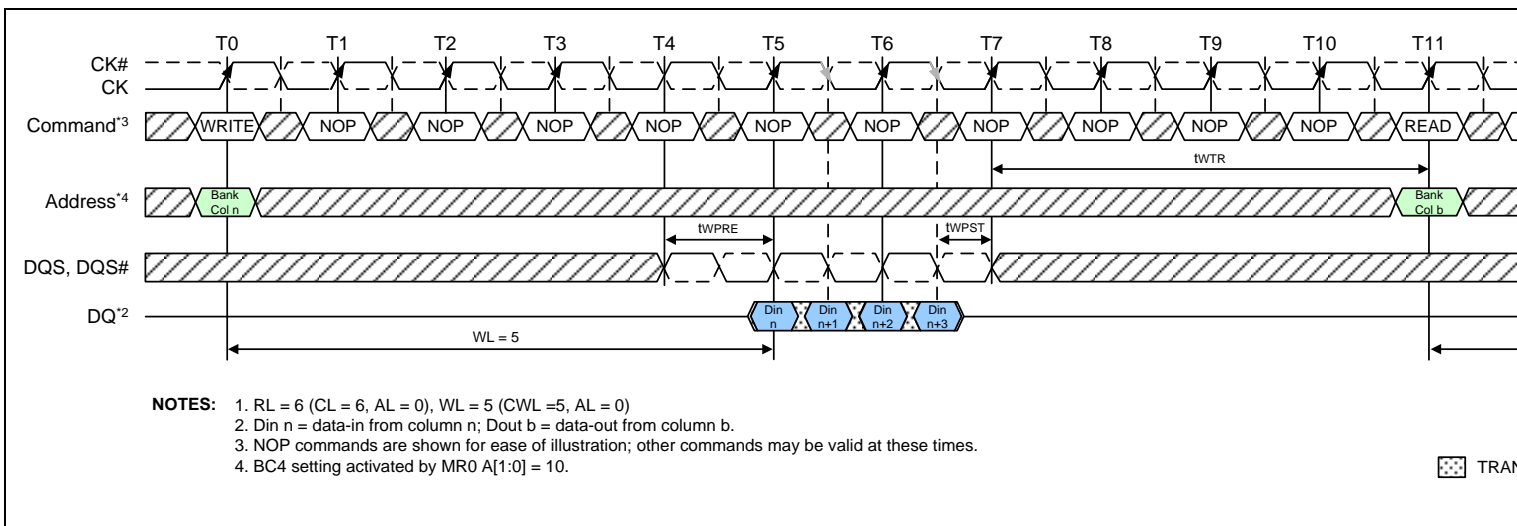 T0 T1 T2 T3 T4 T5 T6 T7 T8 T9 T10 T11
CK#
CK
Command*3 WRITE NOP NOP NOP NOP NOP NOP NOP NOP NOP NOP READ
tWTR
Address*4 Bank Col n Bank Col b
tWPRE tWPST
DQS, DQS#
DQ*2 Din n Din n+1 Din n+2 Din n+3
WL = 5
NOTES: 1. RL = 6 (CL = 6, AL = 0), WL = 5 (CWL =5, AL = 0)
2. Din n = data-in from column n; Dout b = data-out from column b.
3. NOP commands are shown for ease of illustration; other commands may be valid at these times.
4. BC4 setting activated by MR0 A[1:0] = 10.
TRAN